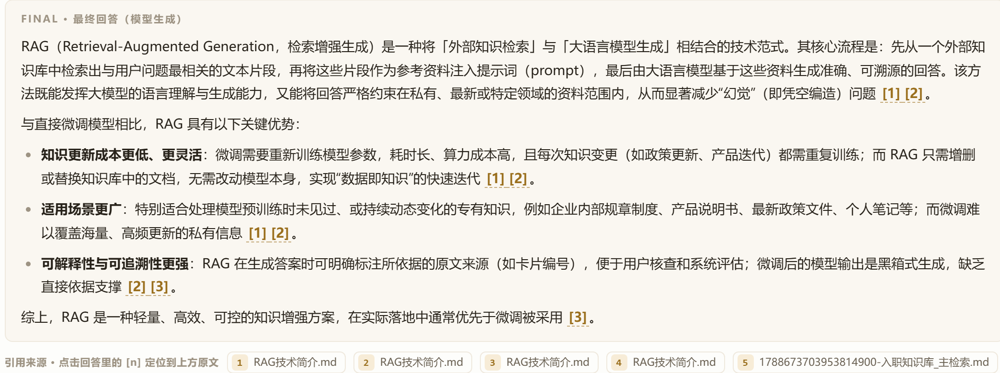 FINAL • 最终回答（模型生成）
RAG（Retrieval-Augmented Generation，检索增强生成）是一种将「外部知识检索」与「大语言模型生成」相结合的技术范式。其核心流程是：先从一个外部知
识库中检索出与用户问题最相关的文本片段，再将这些片段作为参考资料注入提示词（prompt），最后由大语言模型基于这些资料生成准确、可溯源的回答。该方
法既能发挥大模型的语言理解与生成能力，又能将回答严格约束在私有、最新或特定领域的资料范围内，从而显著减少“幻觉”（即凭空编造）问题 [1] [2]。
与直接微调模型相比，RAG 具有以下关键优势：
• 知识更新成本更低、更灵活：微调需要重新训练模型参数，耗时长、算力成本高，且每次知识变更（如政策更新、产品迭代）都需重复训练；而 RAG 只需增删
或替换知识库中的文档，无需改动模型本身，实现“数据即知识”的快速迭代 [1] [2]。
• 适用场景更广：特别适合处理模型预训练时未见过、或持续动态变化的专有知识，例如企业内部规章制度、产品说明书、最新政策文件、个人笔记等；而微调难
以覆盖海量、高频更新的私有信息 [1] [2]。
• 可解释性与可追溯性更强：RAG 在生成答案时可明确标注所依据的原文来源（如卡片编号），便于用户核查和系统评估；微调后的模型输出是黑箱式生成，缺乏
直接依据支撑 [2] [3]。
综上，RAG 是一种轻量、高效、可控的知识增强方案，在实际落地中通常优先于微调被采用 [3]。
引用来源 • 点击回答里的 [n] 定位到上方原文 1 RAG技术简介.md 2 RAG技术简介.md 3 RAG技术简介.md 4 RAG技术简介.md 5 1788673703953814900-入职知识库_主检索.md